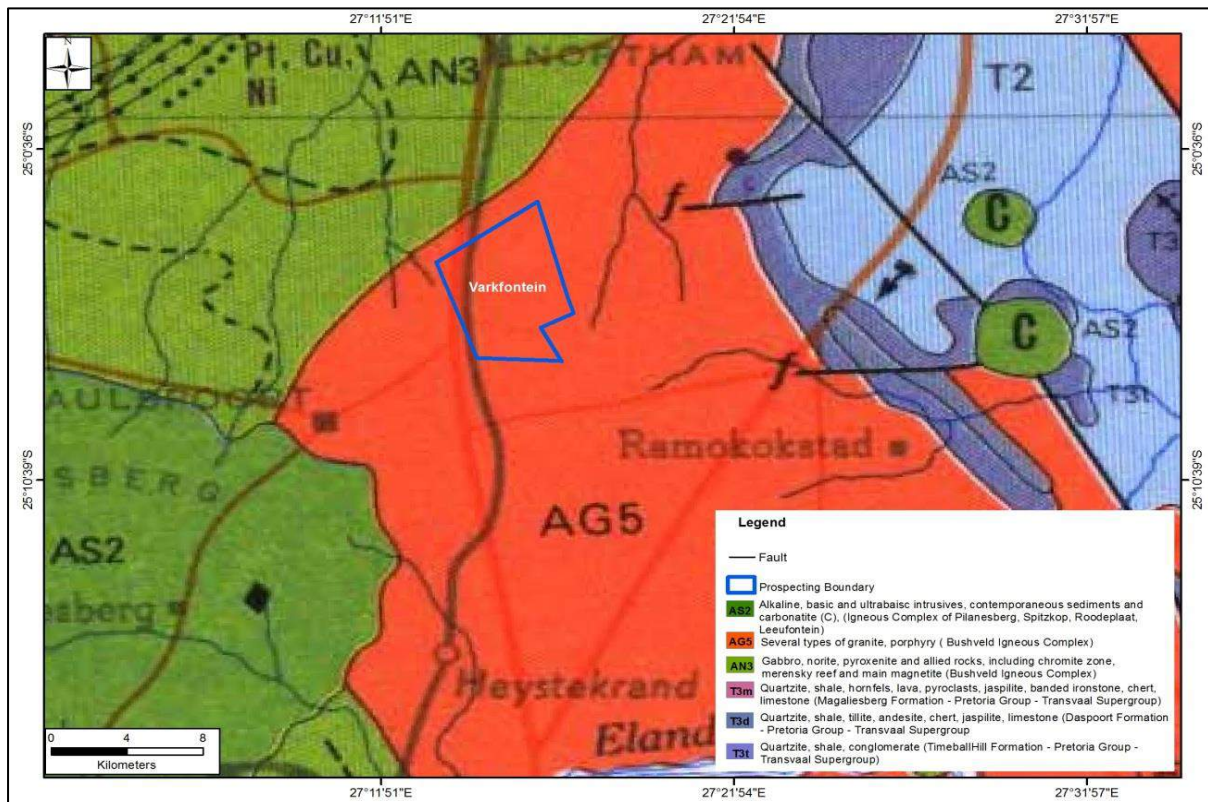 27°11'51"E
27°21'54"E
27°31'57"E
N
Pt, Cu,
Ni
AN3
NORTHAM
T2
25°0'36"S
25°0'36"S
AS2
C
f
C
T3
Varkfontein
AS2
C
f
T3t
Ramokokstad
25°10'39"S
25°10'39"S
SBERG
AG5
AS2
esberg
Heystekrand
Eland
Legend
Fault
Prospecting Boundary
AS2 Alkaline, basic and ultrabaisc intrusives, contemporaneous sediments and
carbonatite (C), (Igneous Complex of Pilanesberg, Spitzkop, Roodeplaat,
Leeufontein)
AG5 Several types of granite, porphyry ( Bushveld Igneous Complex)
AN3 Gabbro, norite, pyroxenite and allied rocks, including chromite zone,
merensky reef and main magnetite (Bushveld Igneous Complex)
T3m Quartzite, shale, hornfels, lava, pyroclasts, jaspilite, banded ironstone, chert,
limestone (Magaliesberg Formation - Pretoria Group - Transvaal Supergroup)
T3d Quartzite, shale, tillite, andesite, chert, jaspilite, limestone (Daspoort Formation
- Pretoria Group - Transvaal Supergroup
T3t Quartzite, shale, conglomerate (TimeballHill Formation - Pretoria Group -
Transvaal Supergroup)
0 4 8
Kilometers
27°11'51"E
27°21'54"E
27°31'57"E